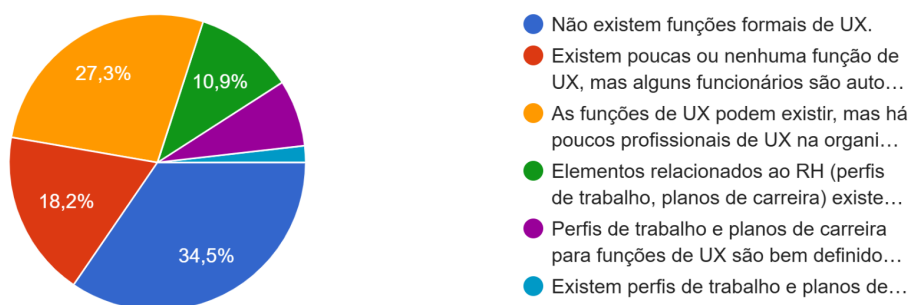 27,3%
10,9%
18,2%
34,5%
Não existem funções formais de UX.
Existem poucas ou nenhuma função de
UX, mas alguns funcionários são auto…
As funções de UX podem existir, mas há
poucos profissionais de UX na organi…
Elementos relacionados ao RH (perfis
de trabalho, planos de carreira) existe…
Perfis de trabalho e planos de carreira
para funções de UX são bem definido…
Existem perfis de trabalho e planos de…